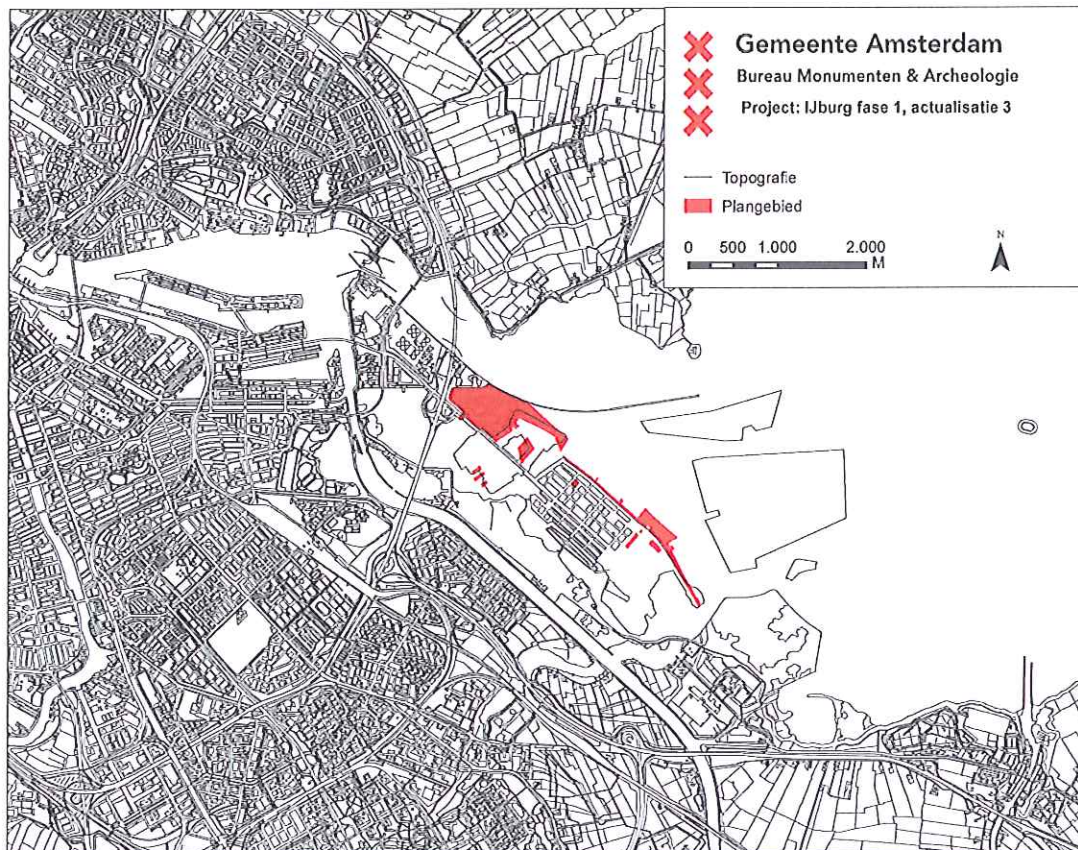 Gemeente Amsterdam
Bureau Monumenten & Archeologie
Project: IJburg fase 1, actualisatie 3
Topografie
Plangebied
0 500 1.000 2.000
M
N